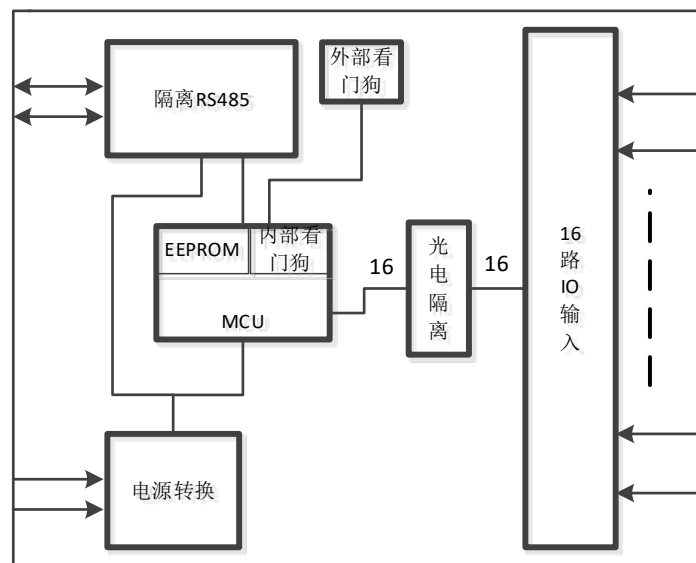 隔离RS485
外部看
门狗
EEPROM
内部看
门狗
MCU
16
光
电
隔
离
16
16
路
IO
输
入
电源转换